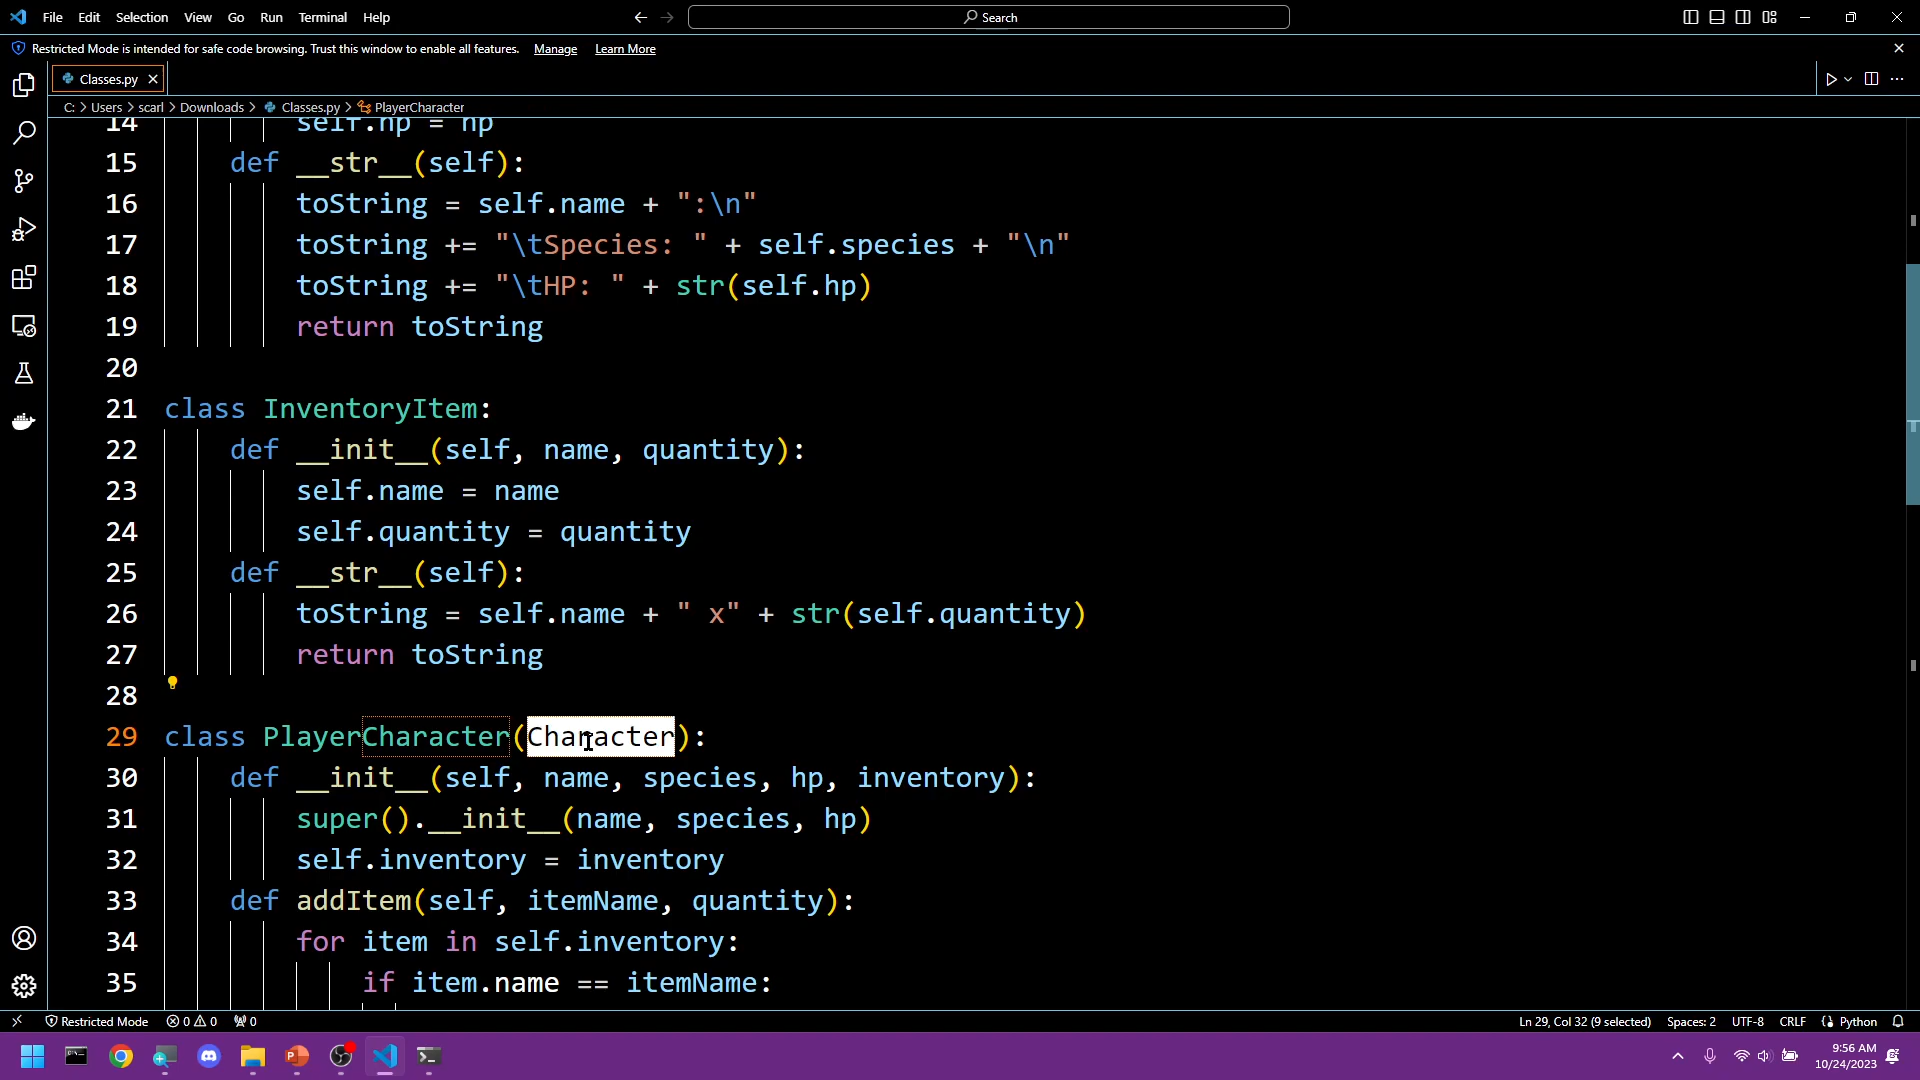 File Edit Selection View Go Run Terminal Help Search
Restricted Mode is intended for safe code browsing. Trust this window to enable all features. Manage Learn More
Classes.py
C: > Users > scarl > Downloads > Classes.py > PlayerCharacter
14 self.hp = hp
15 def __str__(self):
16 toString = self.name + ":\n"
17 toString += "\tSpecies: " + self.species + "\n"
18 toString += "\tHP: " + str(self.hp)
19 return toString
20
21 class InventoryItem:
22 def __init__(self, name, quantity):
23 self.name = name
24 self.quantity = quantity
25 def __str__(self):
26 toString = self.name + " x" + str(self.quantity)
27 return toString
28
29 class PlayerCharacter(Character):
30 def __init__(self, name, species, hp, inventory):
31 super().__init__(name, species, hp)
32 self.inventory = inventory
33 def addItem(self, itemName, quantity):
34 for item in self.inventory:
35 if item.name == itemName:
Restricted Mode 0 0 0 Ln 29, Col 32 (9 selected) Spaces: 2 UTF-8 CRLF Python
9:56 AM
10/24/2023